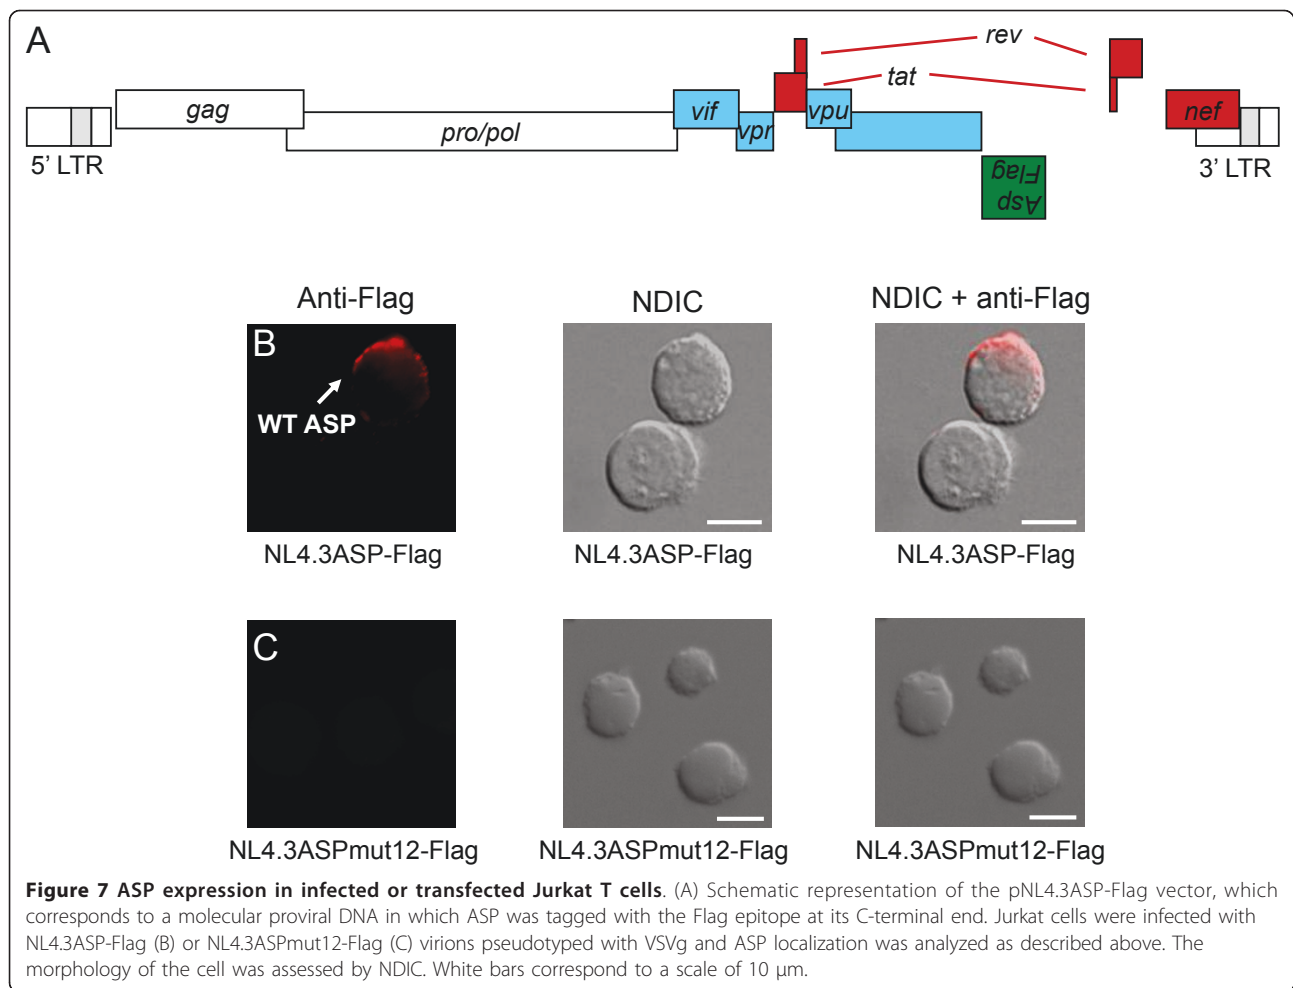 A
rev
tat
gag
vif
vpu
nef
pro/pol
vpr
5' LTR
3' LTR
Asp
Flag
Anti-Flag
NDIC
NDIC + anti-Flag
B
WT ASP
NL4.3ASP-Flag
NL4.3ASP-Flag
NL4.3ASP-Flag
C
NL4.3ASPmut12-Flag
NL4.3ASPmut12-Flag
NL4.3ASPmut12-Flag
Figure 7 ASP expression in infected or transfected Jurkat T cells. (A) Schematic representation of the pNL4.3ASP-Flag vector, which
corresponds to a molecular proviral DNA in which ASP was tagged with the Flag epitope at its C-terminal end. Jurkat cells were infected with
NL4.3ASP-Flag (B) or NL4.3ASPmut12-Flag (C) virions pseudotyped with VSVg and ASP localization was analyzed as described above. The
morphology of the cell was assessed by NDIC. White bars correspond to a scale of 10 μm.